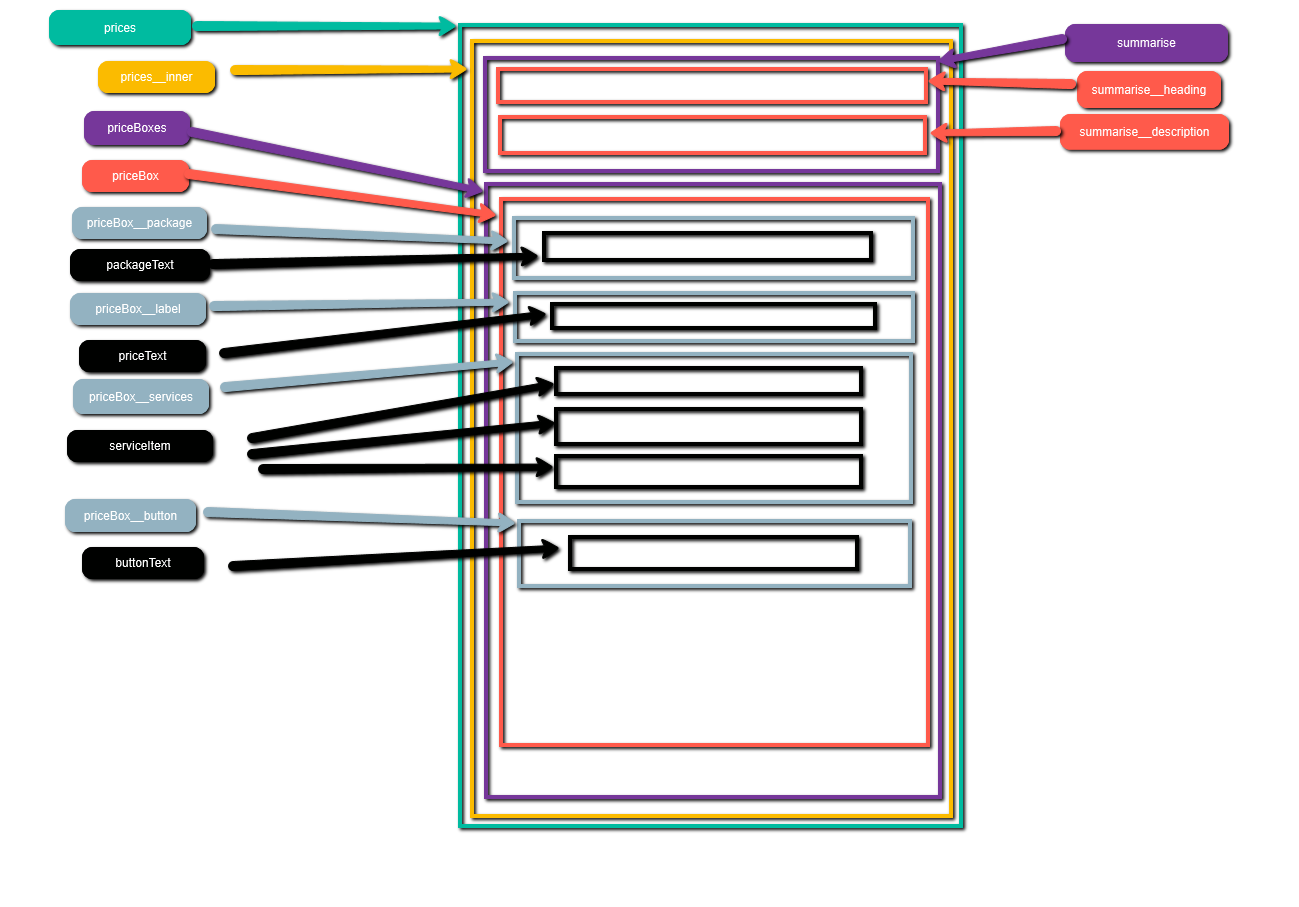 prices
prices__inner
priceBoxes
priceBox
priceBox__package
packageText
priceBox__label
priceText
priceBox__services
serviceItem
priceBox__button
buttonText
summarise
summarise__heading
summarise__description